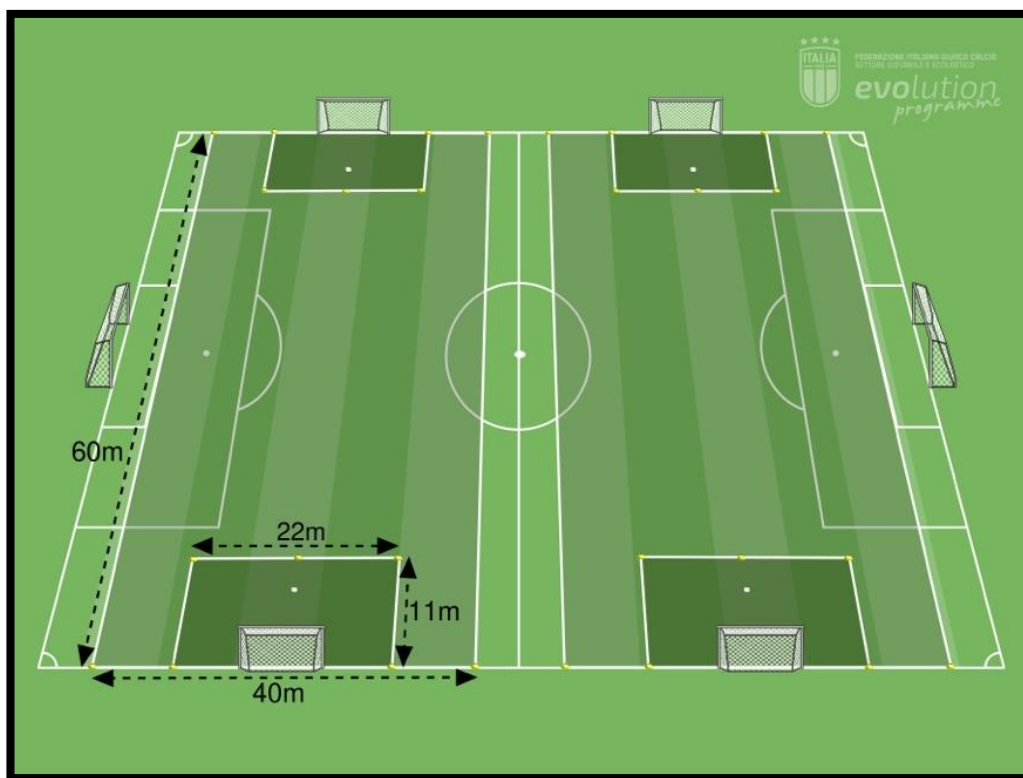 ITALIA
FEDERAZIONE ITALIANA GIUOCO CALCIO
SETTORE GIOVANILE E SCOLASTICO
evolution
programme
60m
22m
11m
40m